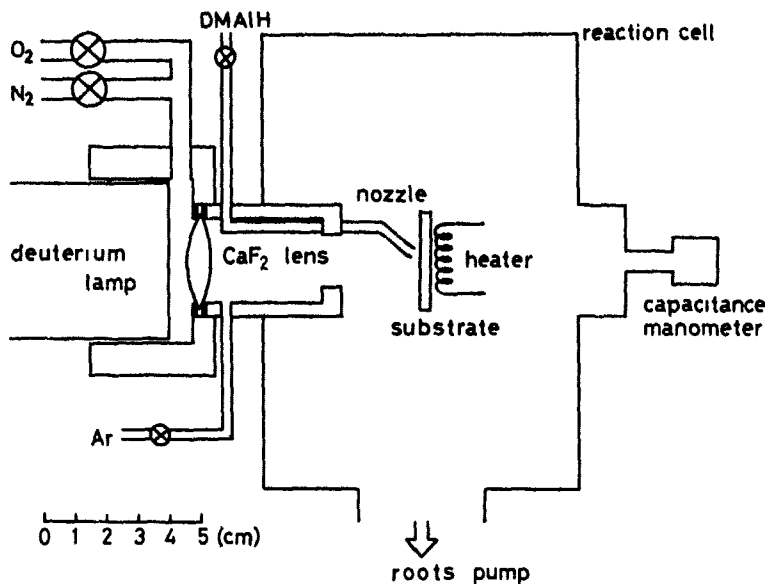 DMAlH
reaction cell
O2
N2
nozzle
deuterium
lamp
CaF2 lens
heater
substrate
capacitance
manometer
Ar
0 1 2 3 4 5 (cm)
roots pump